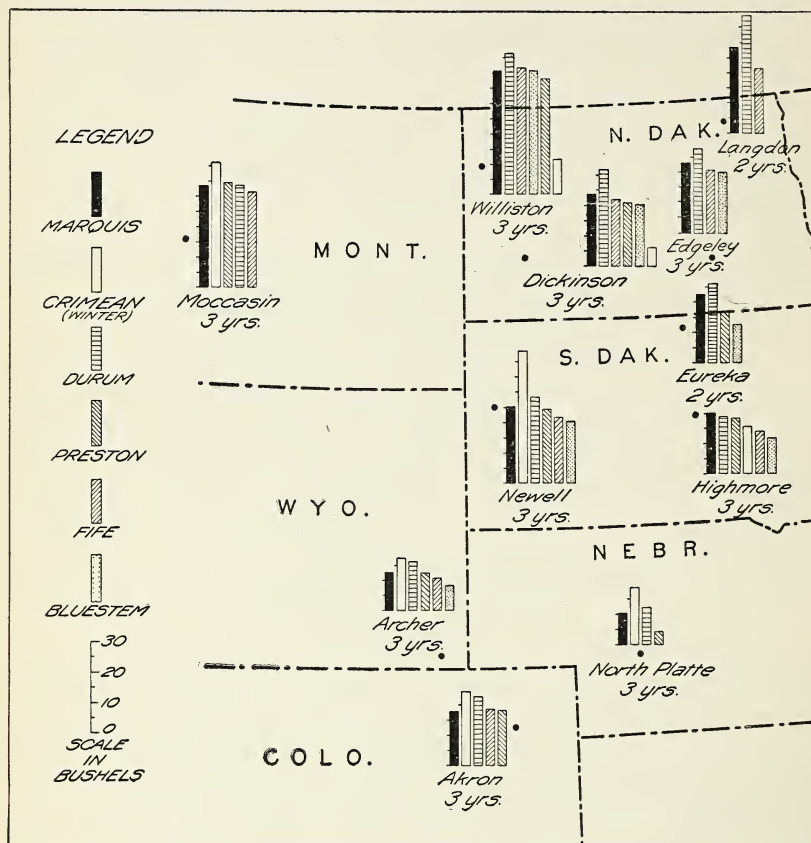 LEGEND
MARQUIS
CRIMEAN
(WINTER)
DURUM
PRESTON
FIFE
BLUESTEM
30
20
10
0
SCALE
IN
BUSHELS
MONT.
N. DAK.
S. DAK.
WYO.
NEBR.
COLO.
Moccasin
3 yrs.
Williston
3 yrs.
Dickinson
3 yrs.
Langdon
2 yrs.
Edgeley
3 yrs.
Eureka
2 yrs.
Newell
3 yrs.
Highmore
3 yrs.
Archer
3 yrs.
North Platte
3 yrs.
Akron
3 yrs.